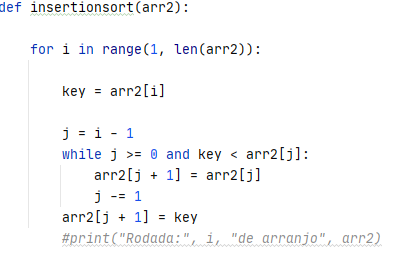 def insertionsort(arr2):
for i in range(1, len(arr2)):
key = arr2[i]
j = i - 1
while j >= 0 and key < arr2[j]:
arr2[j + 1] = arr2[j]
j -= 1
arr2[j + 1] = key
#print("Rodada:", i, "de arranjo", arr2)